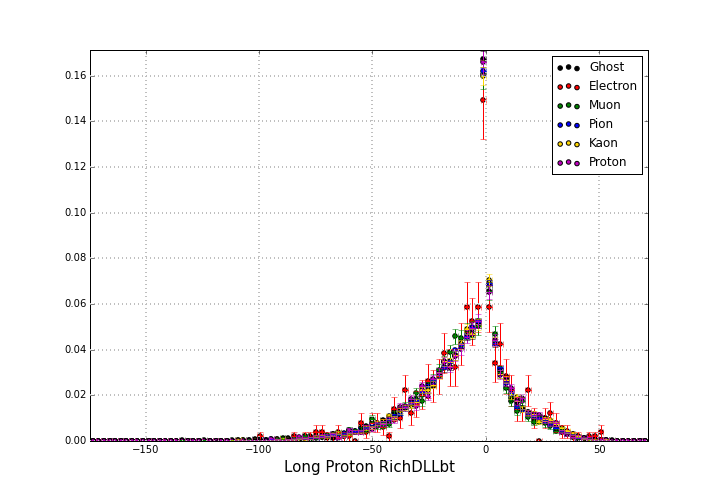 0.16
0.14
0.12
0.10
0.08
0.06
0.04
0.02
0.00
−150
−100
−50
0
50
Long Proton RichDLLbt
Ghost
Electron
Muon
Pion
Kaon
Proton